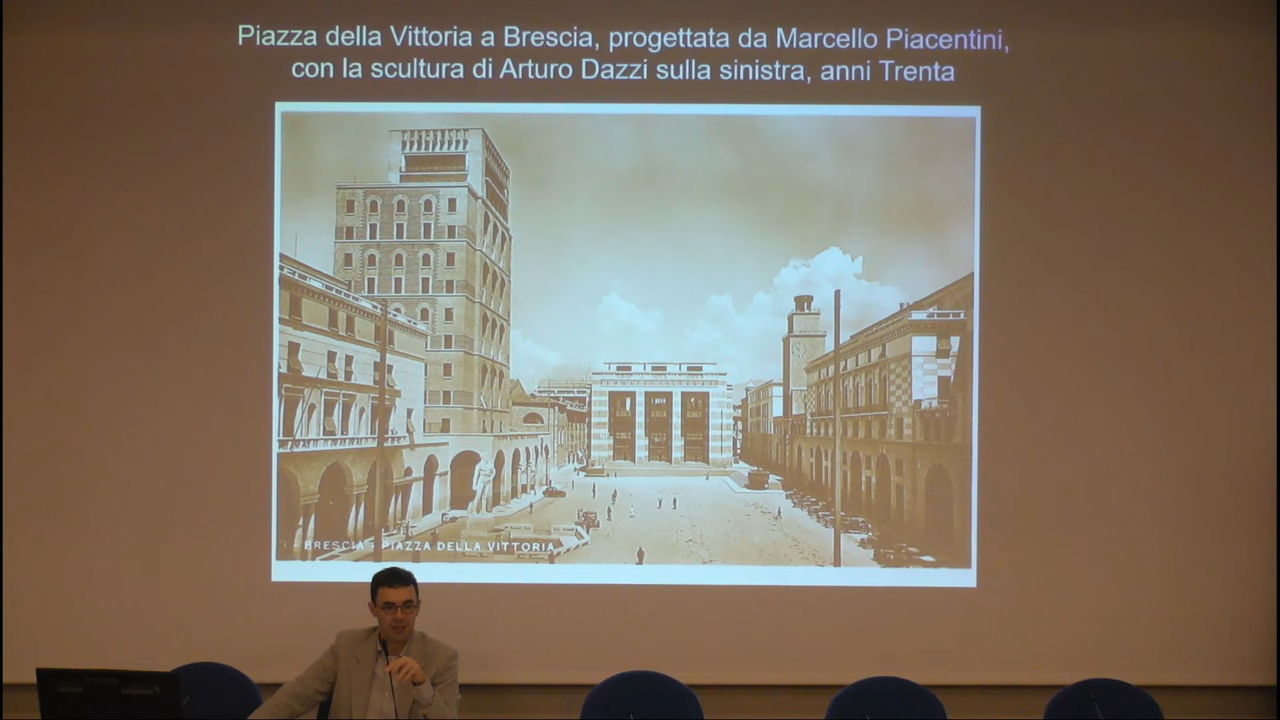 Piazza della Vittoria a Brescia, progettata da Marcello Piacentini,
con la scultura di Arturo Dazzi sulla sinistra, anni Trenta
BRESCIA - PIAZZA DELLA VITTORIA